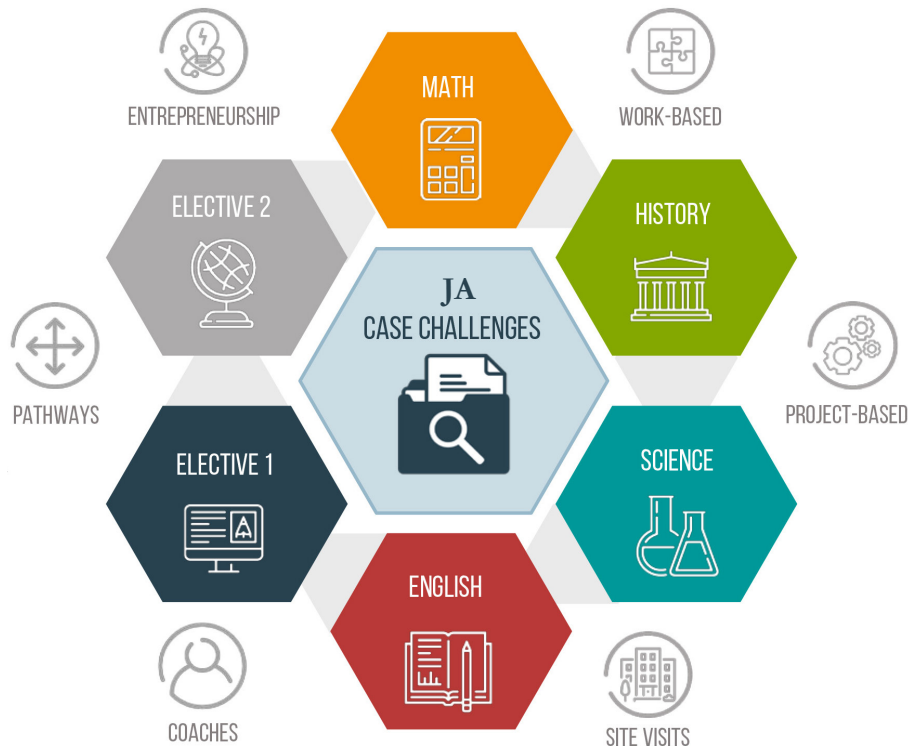 MATH
ENTREPRENEURSHIP
WORK-BASED
ELECTIVE 2
HISTORY
JA
CASE CHALLENGES
PATHWAYS
PROJECT-BASED
ELECTIVE 1
SCIENCE
ENGLISH
COACHES
SITE VISITS